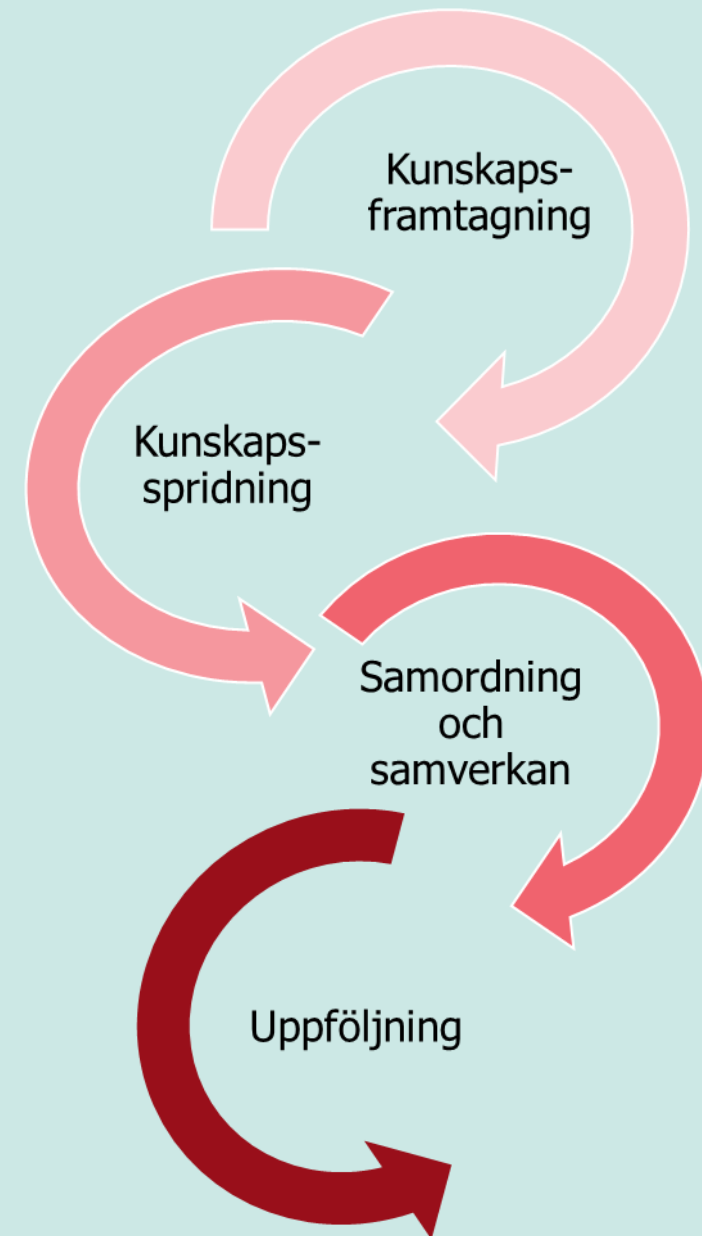 Kunskaps-
framtagning
Kunskaps-
spridning
Samordning
och
samverkan
Uppföljning